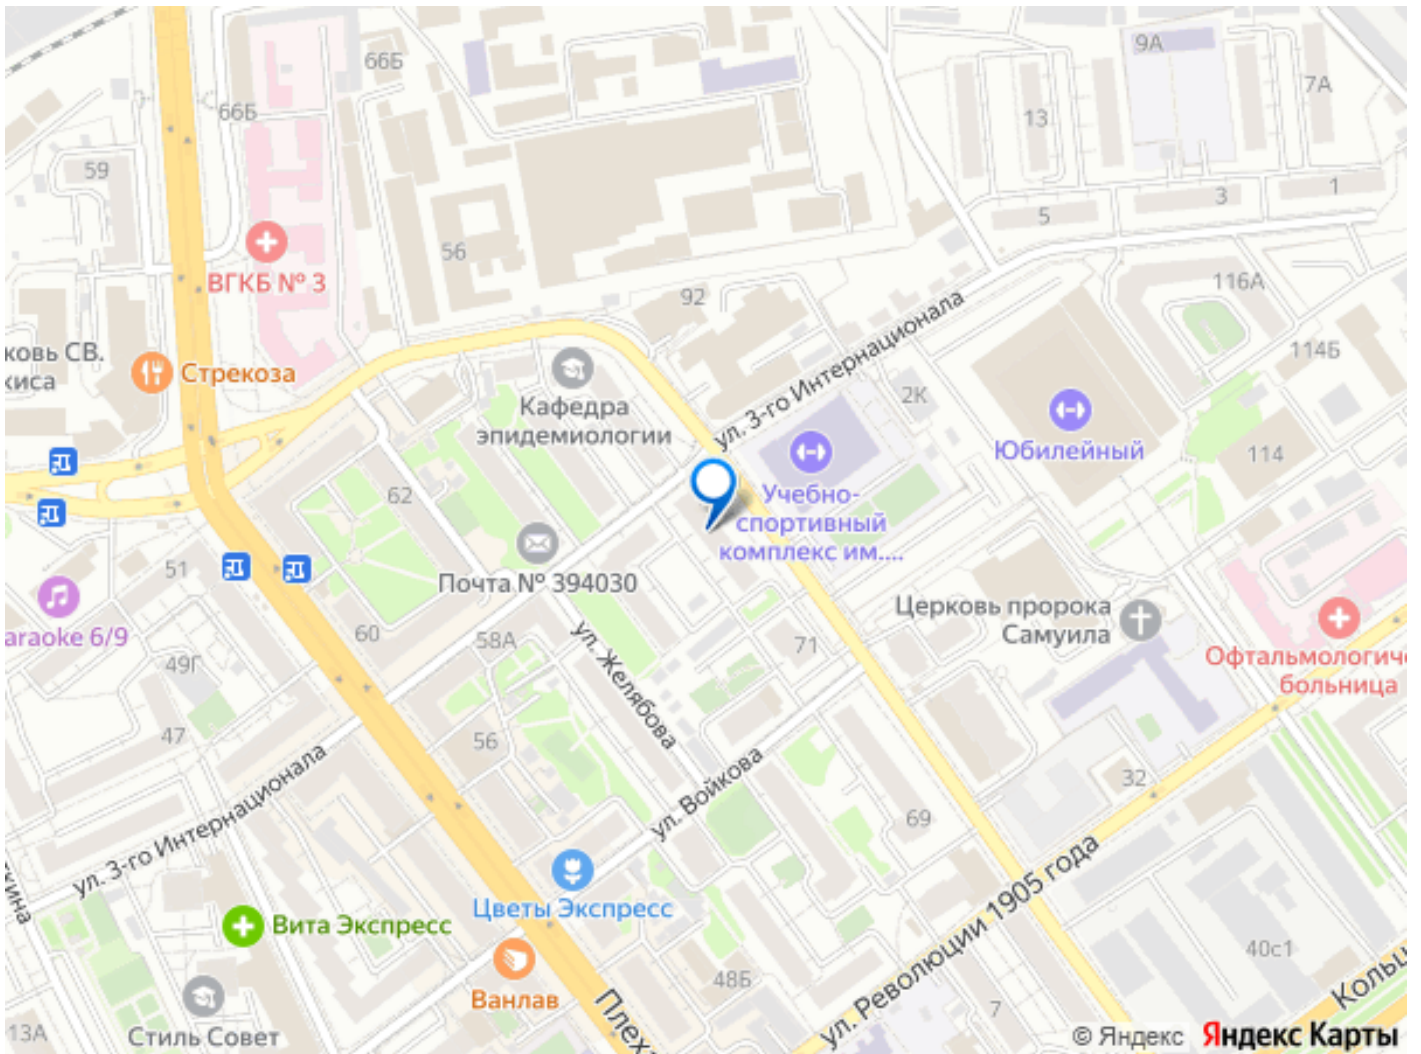 66Б
9А
7А
66Б
13
59
1
3
5
56
ВГКБ № 3
116А
92
ул. 3-го Интернационала
114Б
ковь СВ.
киса
Стрекоза
Кафедра
эпидемиологии
2К
Юбилейный
114
62
Учебно-
спортивный
комплекс им....
Почта № 394030
51
araoke 6/9
60
58А
ул. Желябова
71
Церковь пророка
Самуила
49Г
Офтальмологиче
больница
47
56
ул. 3-го Интернационала
ул. Войкова
32
69
ул. Революции 1905 года
кина
Цветы Экспресс
Вита Экспресс
Ванлав
48Б
40с1
Плеха
Кольц
7
13А
Стиль Совет
© Яндекс Яндекс Карты